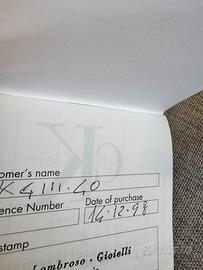 omer's name
K4111.40
ence Number
Date of purchase
14.12.98
stamp
Lombroso - Gioielli